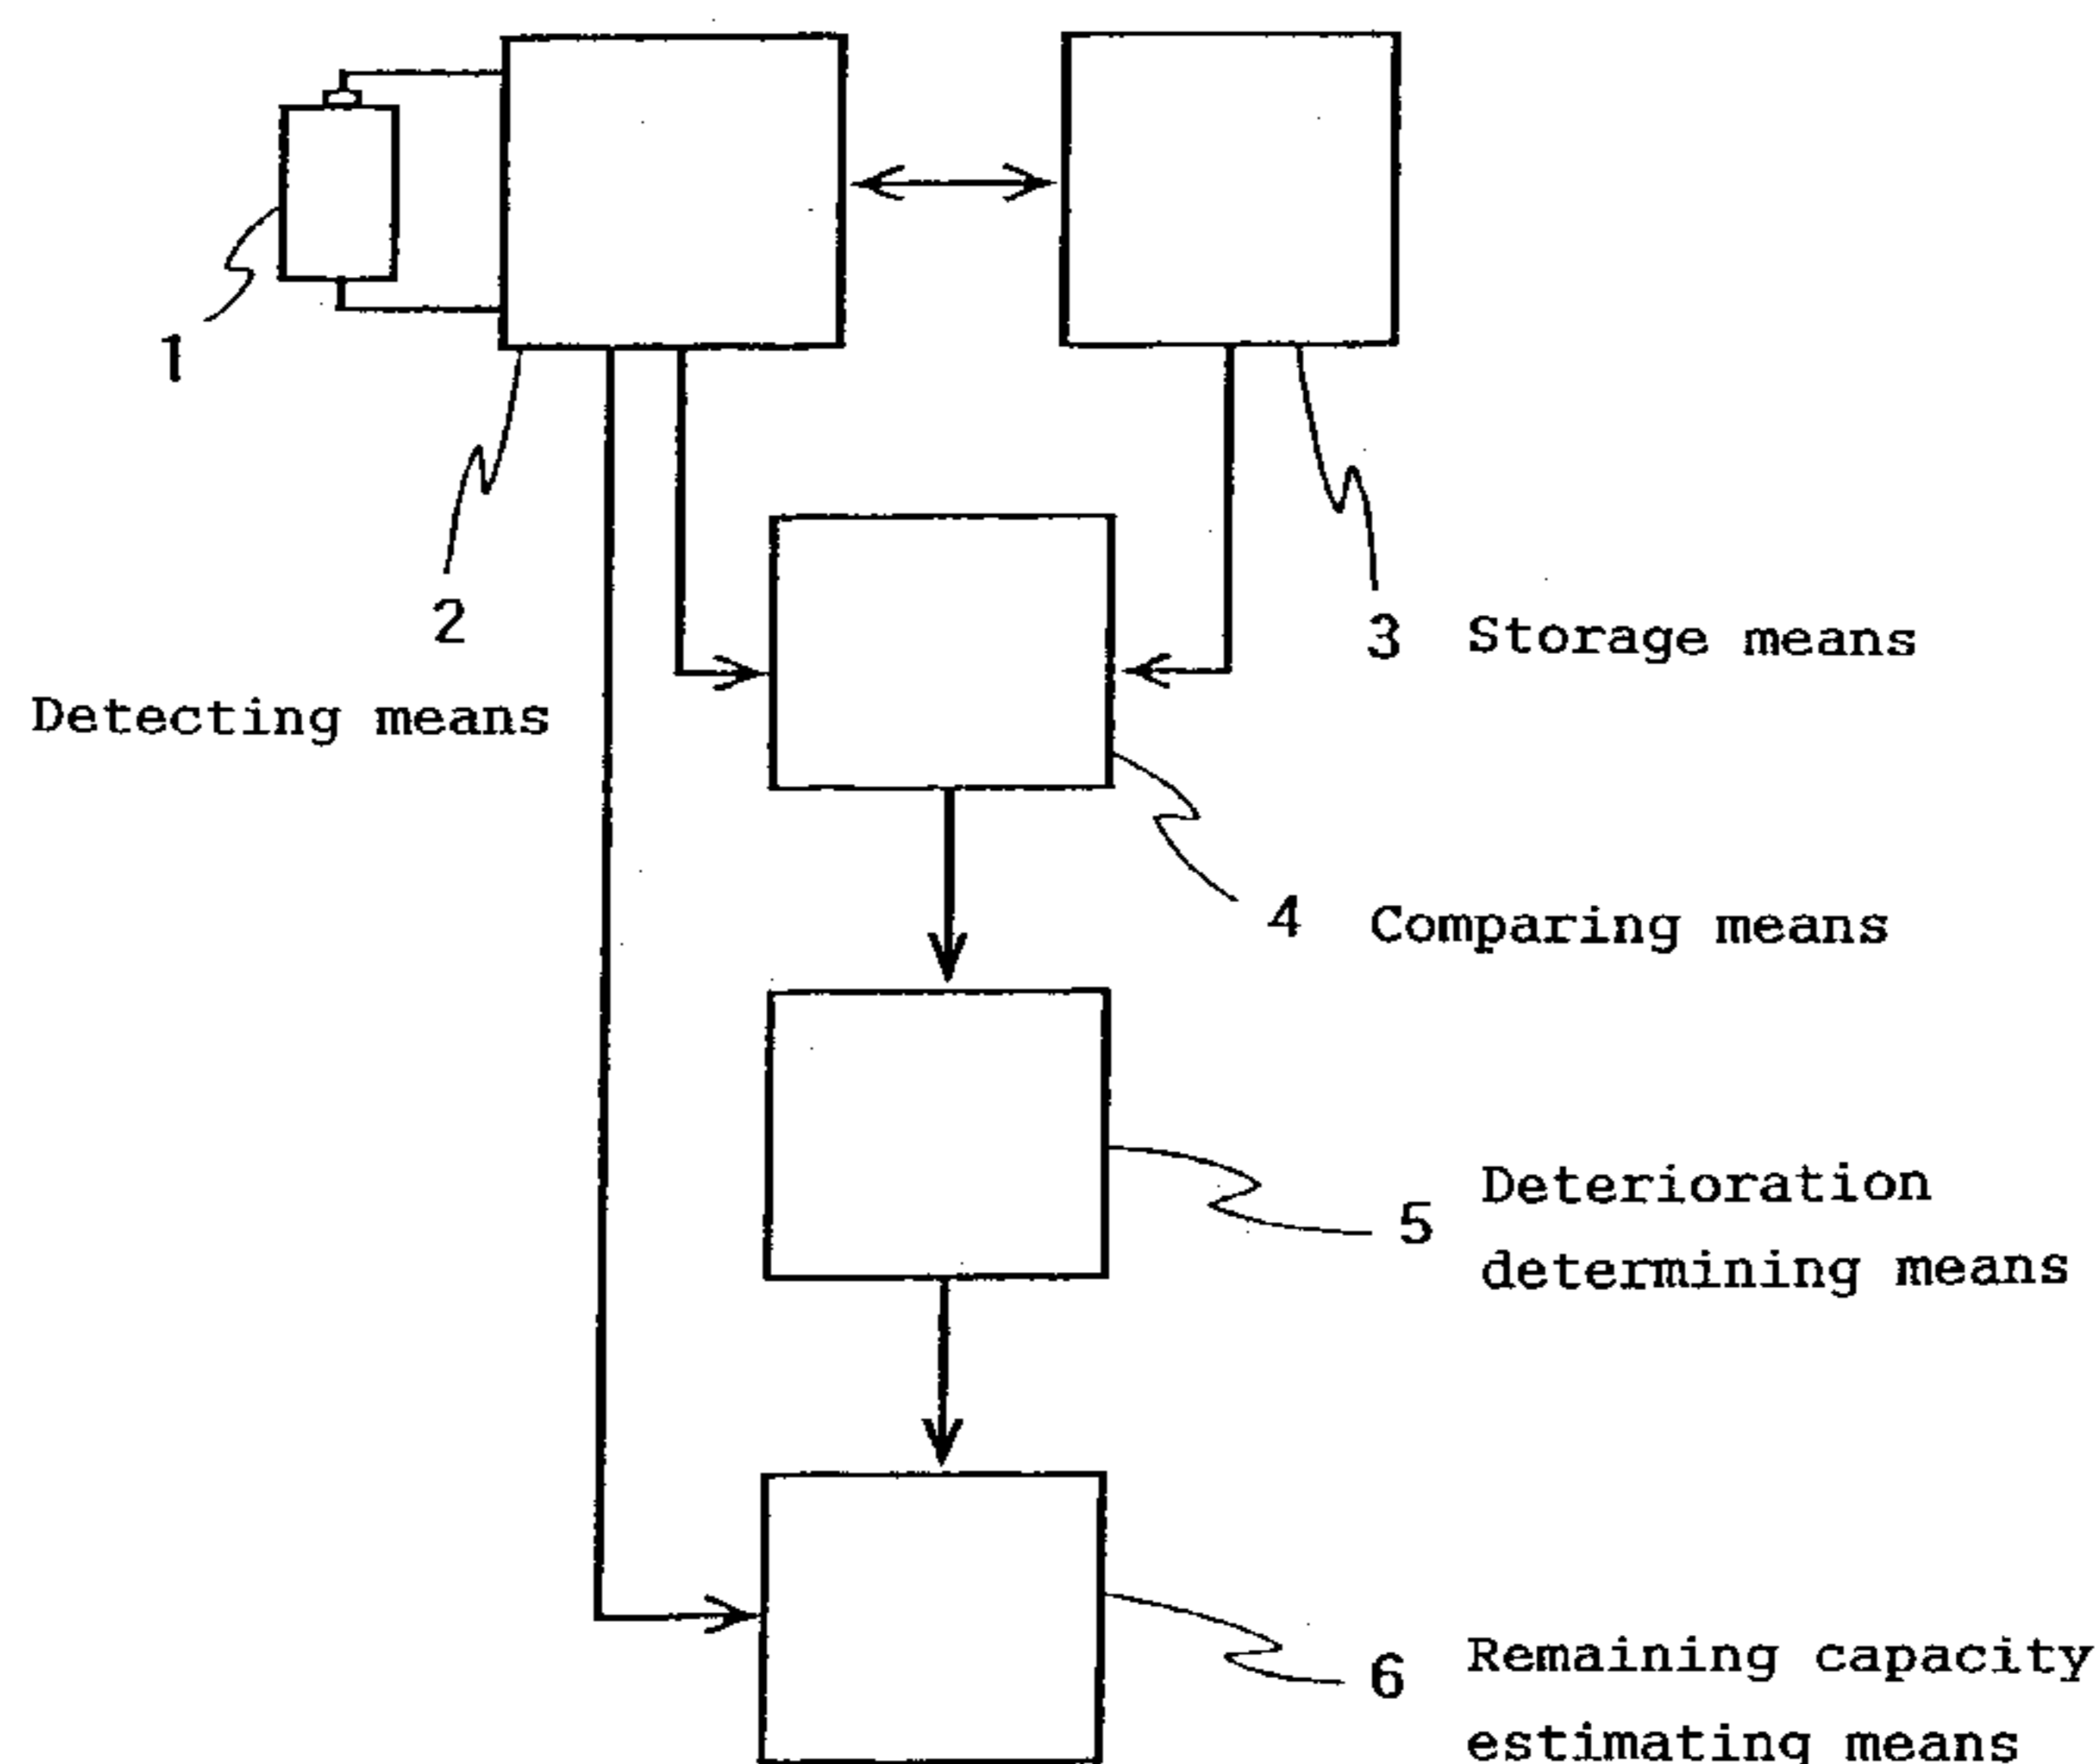 1
2
Detecting means
3 Storage means
4 Comparing means
5 Deterioration
determining means
6 Remaining capacity
estimating means